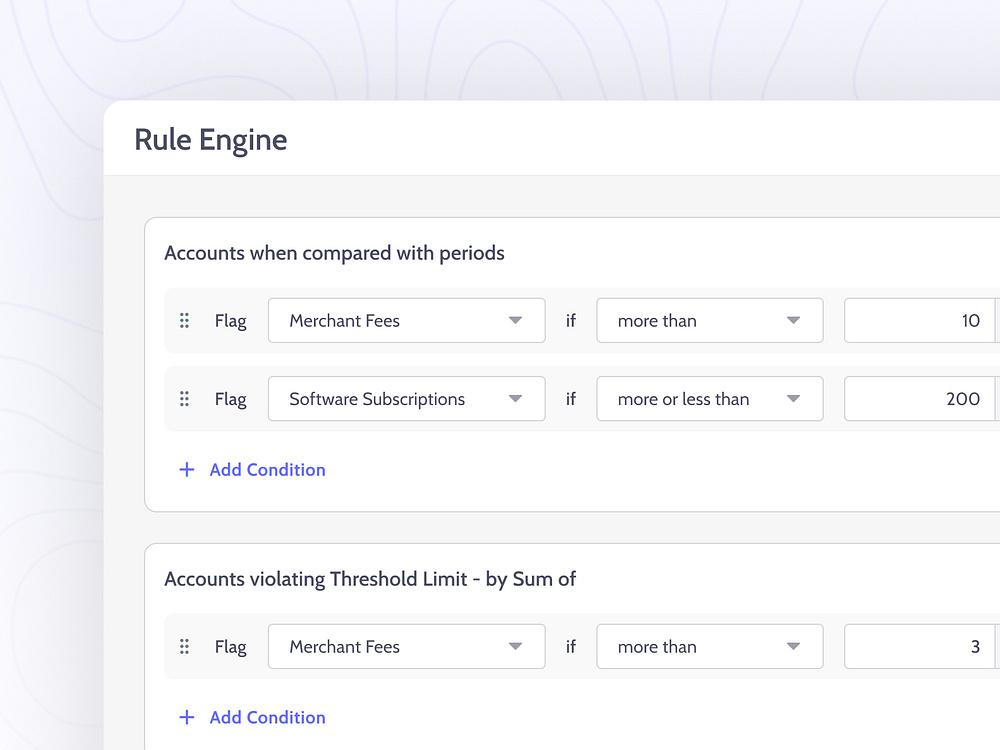 Rule Engine
Accounts when compared with periods
Flag Merchant Fees if more than 10
Flag Software Subscriptions if more or less than 200
+ Add Condition
Accounts violating Threshold Limit - by Sum of
Flag Merchant Fees if more than 3
+ Add Condition